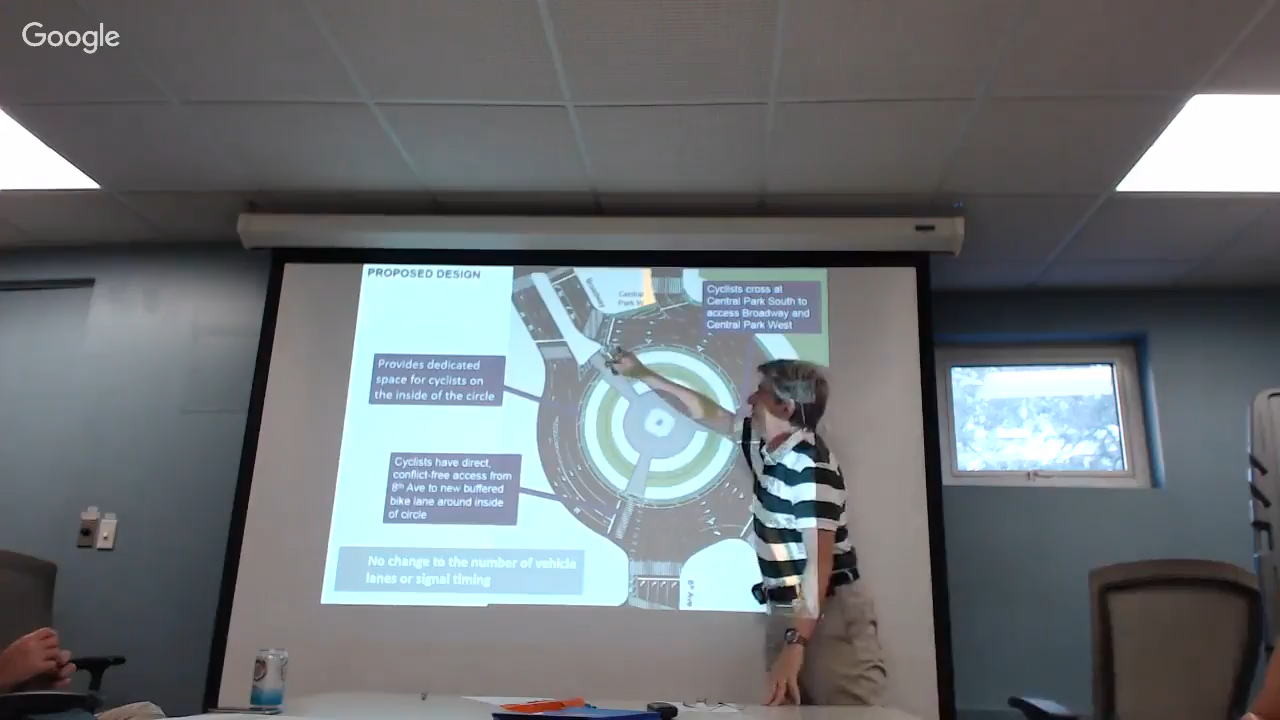 Google
PROPOSED DESIGN
Cyclists cross at
Central Park South to
access Broadway and
Central Park West
Provides dedicated
space for cyclists on
the inside of the circle
Cyclists have direct,
conflict-free access from
8th Ave to new buffered
bike lane around inside
of circle
No change to the number of vehicle
lanes or signal timing
Central
Park
8th Ave